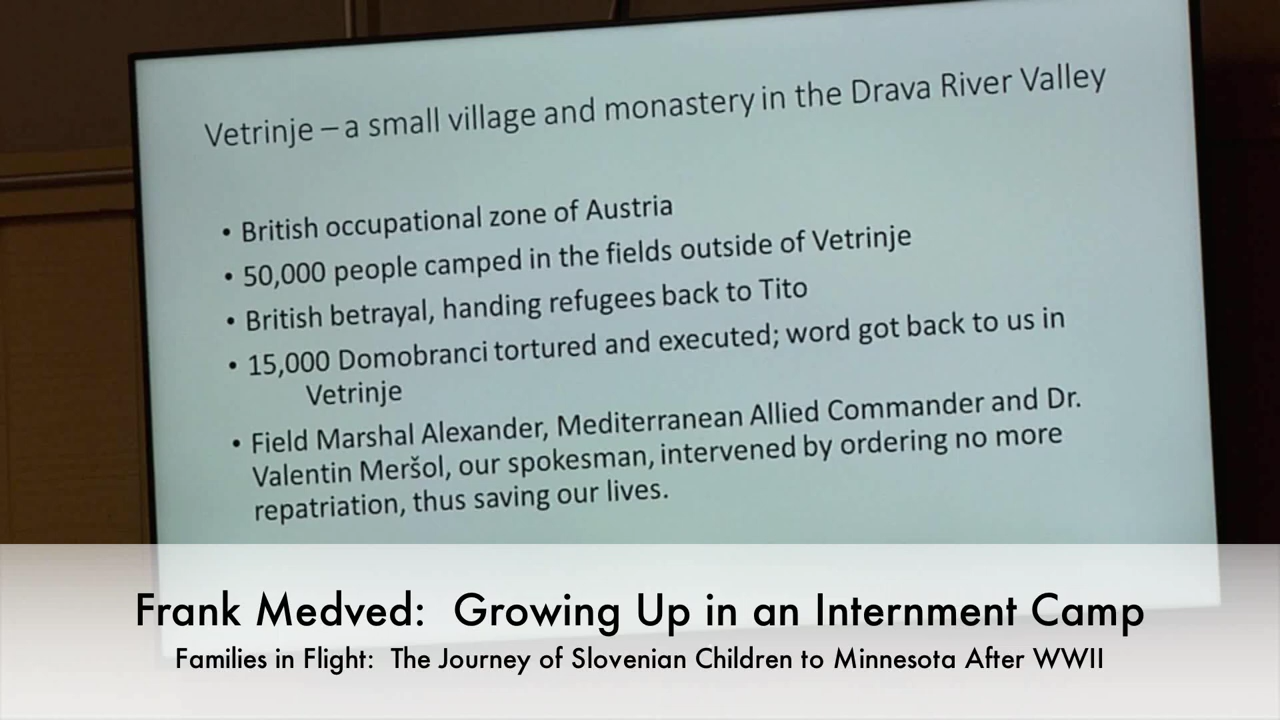 Vetrinje – a small village and monastery in the Drava River Valley
• British occupational zone of Austria
• 50,000 people camped in the fields outside of Vetrinje
• British betrayal, handing refugees back to Tito
• 15,000 Domobranci tortured and executed; word got back to us in
Vetrinje
• Field Marshal Alexander, Mediterranean Allied Commander and Dr.
Valentin Meršol, our spokesman, intervened by ordering no more
repatriation, thus saving our lives.
Frank Medved: Growing Up in an Internment Camp
Families in Flight: The Journey of Slovenian Children to Minnesota After WWII